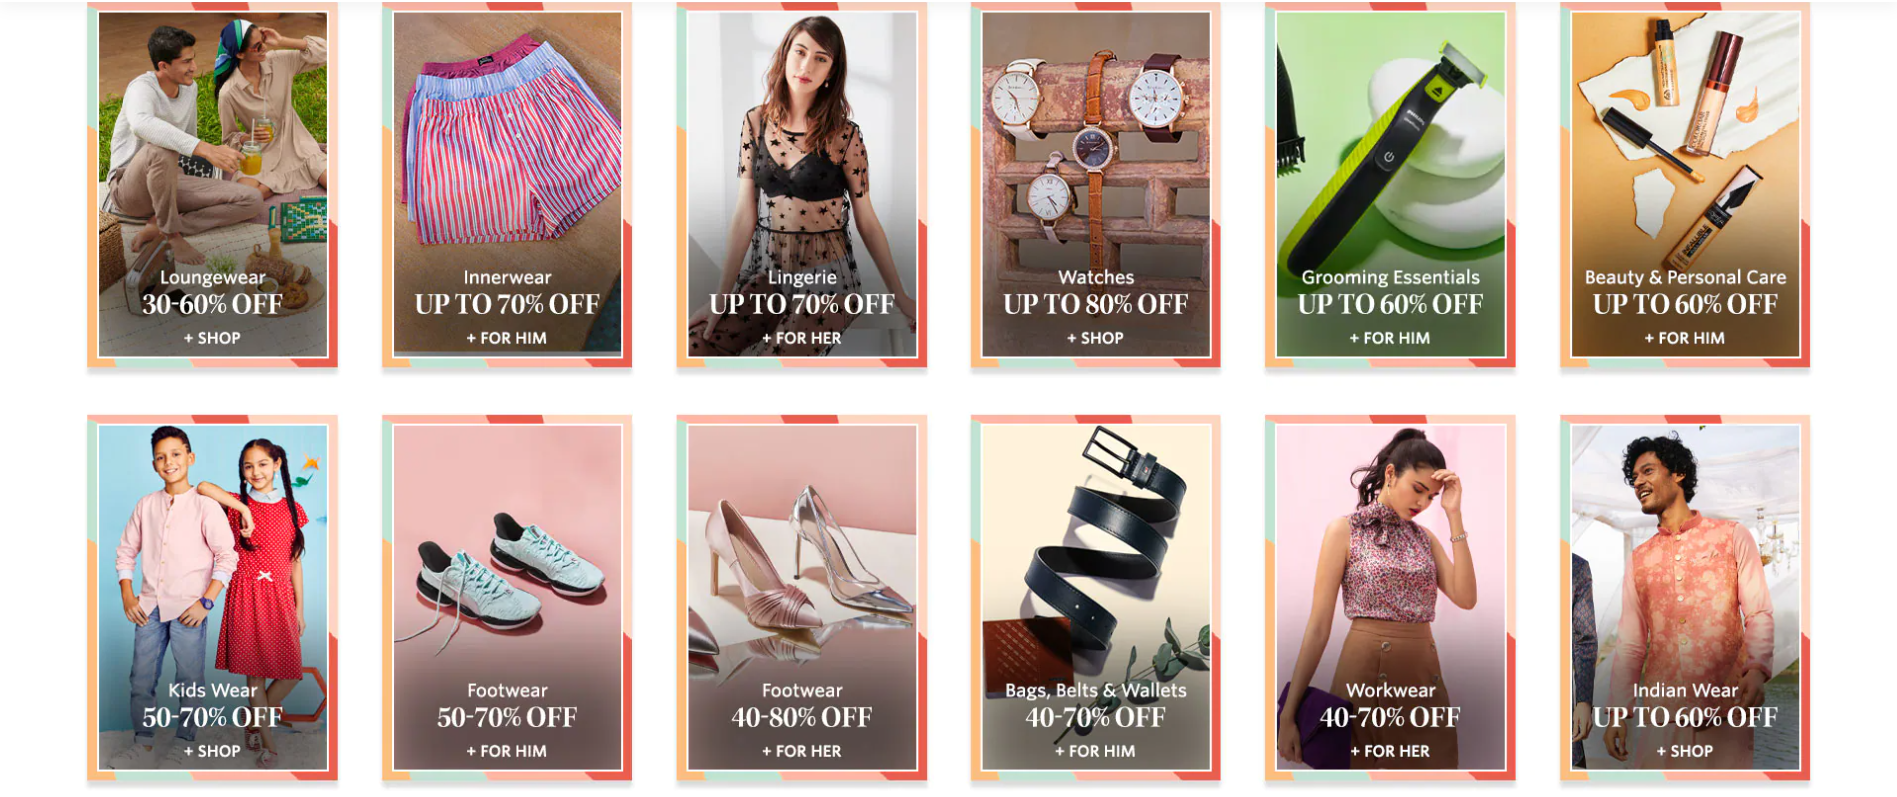 Loungewear
30-60% OFF
+ SHOP
Innerwear
UP TO 70% OFF
+ FOR HIM
Lingerie
UP TO 70% OFF
+ FOR HER
Watches
UP TO 80% OFF
+ SHOP
Grooming Essentials
UP TO 60% OFF
+ FOR HIM
Beauty & Personal Care
UP TO 60% OFF
+ FOR HIM
Kids Wear
50-70% OFF
+ SHOP
Footwear
50-70% OFF
+ FOR HIM
Footwear
40-80% OFF
+ FOR HER
Bags, Belts & Wallets
40-70% OFF
+ FOR HIM
Workwear
40-70% OFF
+ FOR HER
Indian Wear
UP TO 60% OFF
+ SHOP